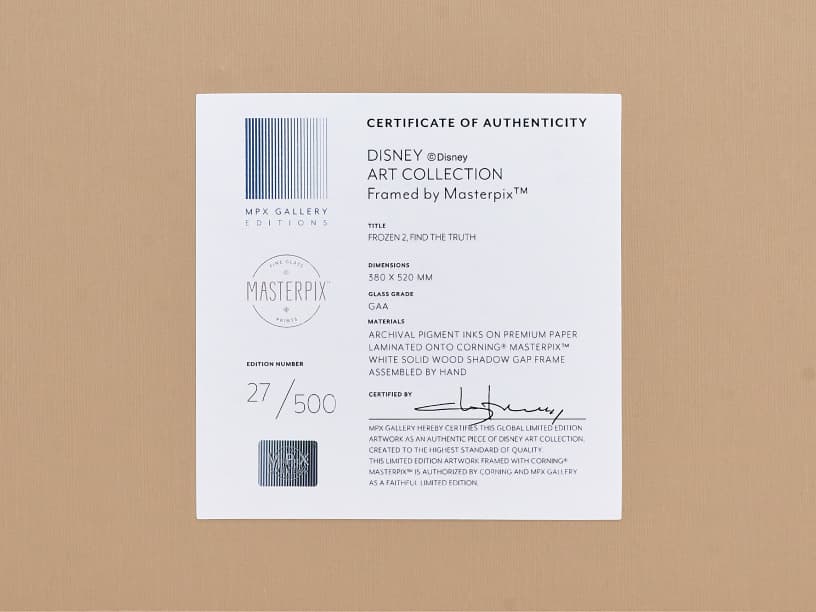 MPX GALLERY
EDITIONS
FINE GLASS
MASTERPIX™
PRINTS
EDITION NUMBER
27/500
MPX
CERTIFICATE OF AUTHENTICITY
DISNEY ©Disney
ART COLLECTION
Framed by Masterpix™
TITLE
FROZEN 2, FIND THE TRUTH
DIMENSIONS
380 X 520 MM
GLASS GRADE
GAA
MATERIALS
ARCHIVAL PIGMENT INKS ON PREMIUM PAPER
LAMINATED ONTO CORNING® MASTERPIX™
WHITE SOLID WOOD SHADOW GAP FRAME
ASSEMBLED BY HAND
CERTIFIED BY
MPX GALLERY HEREBY CERTIFIES THIS GLOBAL LIMITED EDITION
ARTWORK AS AN AUTHENTIC PIECE OF DISNEY ART COLLECTION,
CREATED TO THE HIGHEST STANDARD OF QUALITY.
THIS LIMITED EDITION ARTWORK FRAMED WITH CORNING®
MASTERPIX™ IS AUTHORIZED BY CORNING AND MPX GALLERY
AS A FAITHFUL LIMITED EDITION.